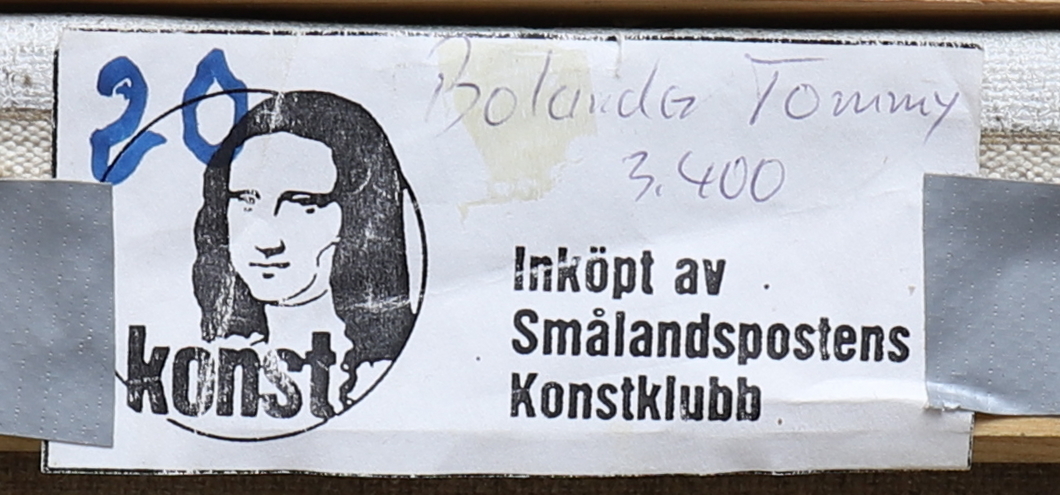 20
Bolander Tommy
3.400
konst
Inköpt av
Smålandspostens
Konstklubb